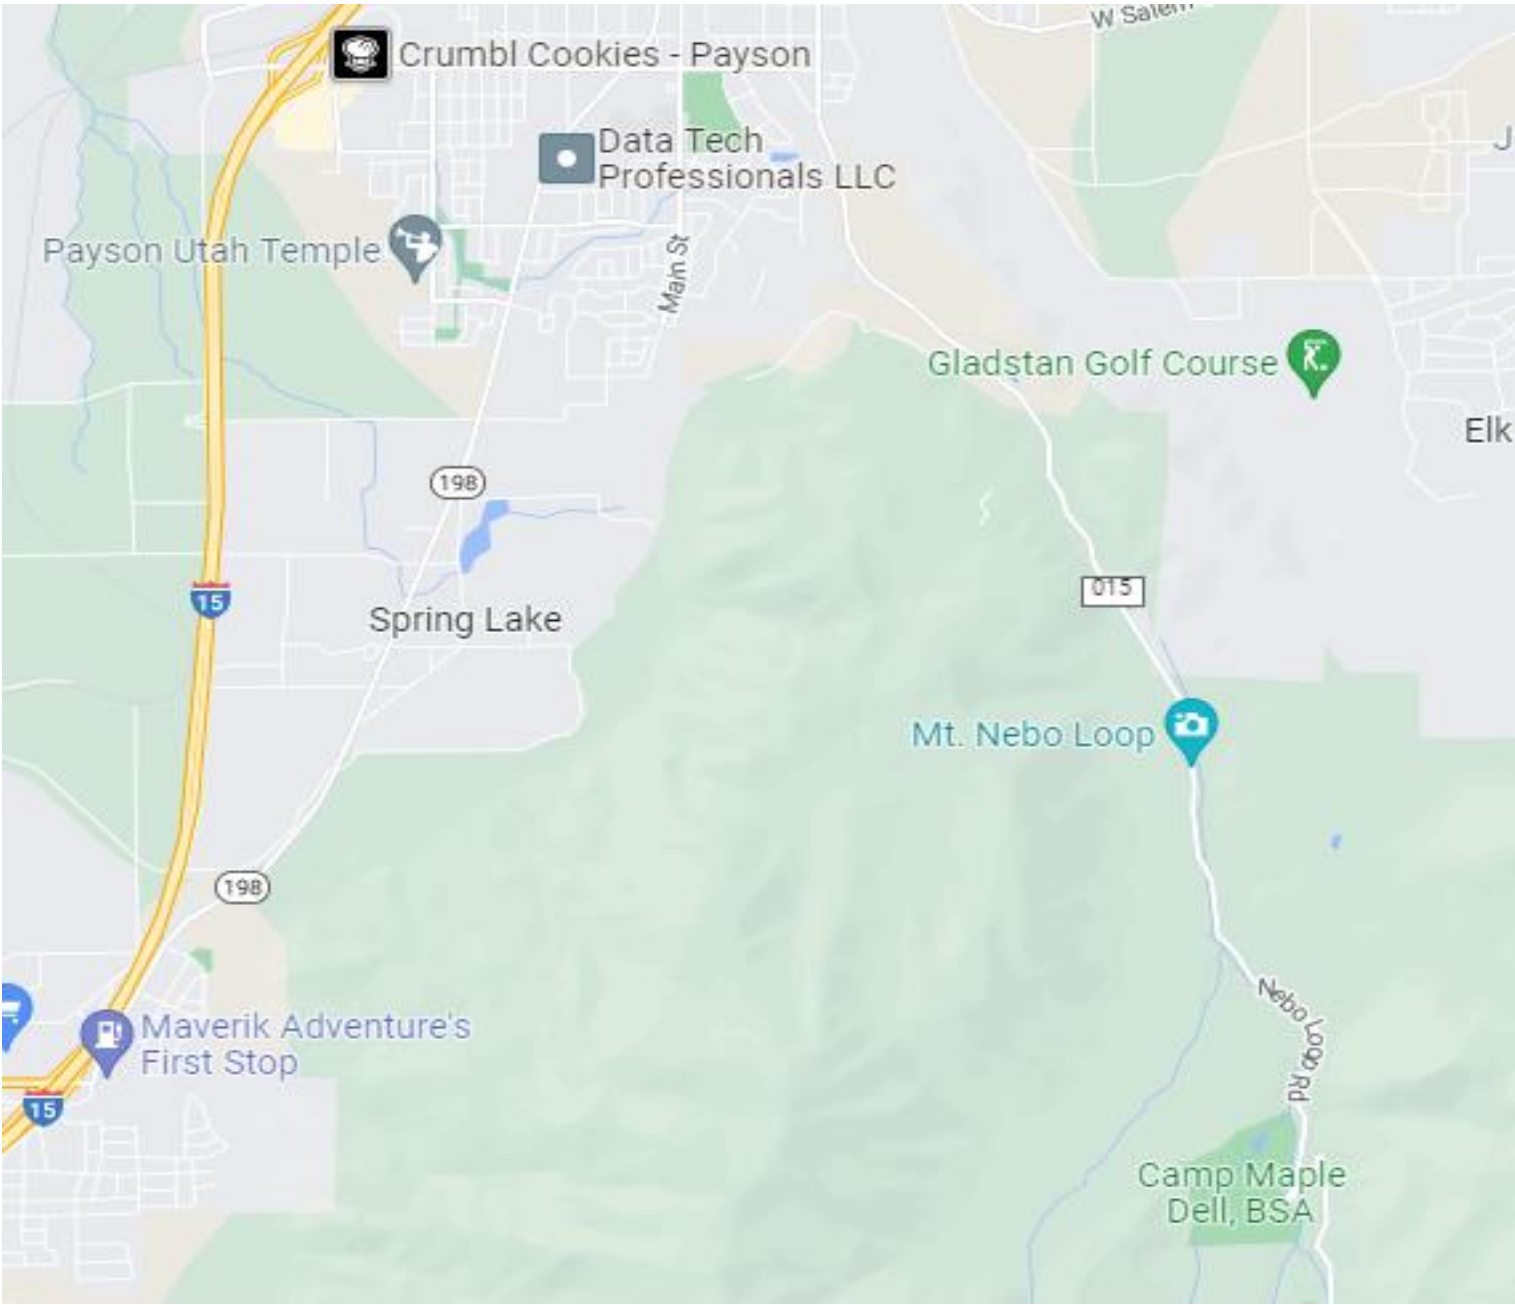 W Salem
Crumbl Cookies - Payson
Data Tech
Professionals LLC
J
Payson Utah Temple
Main St
Gladstan Golf Course
Elk
198
015
15
Spring Lake
Mt. Nebo Loop
198
Nebo Loop Rd
Maverik Adventure's
First Stop
15
Camp Maple
Dell, BSA